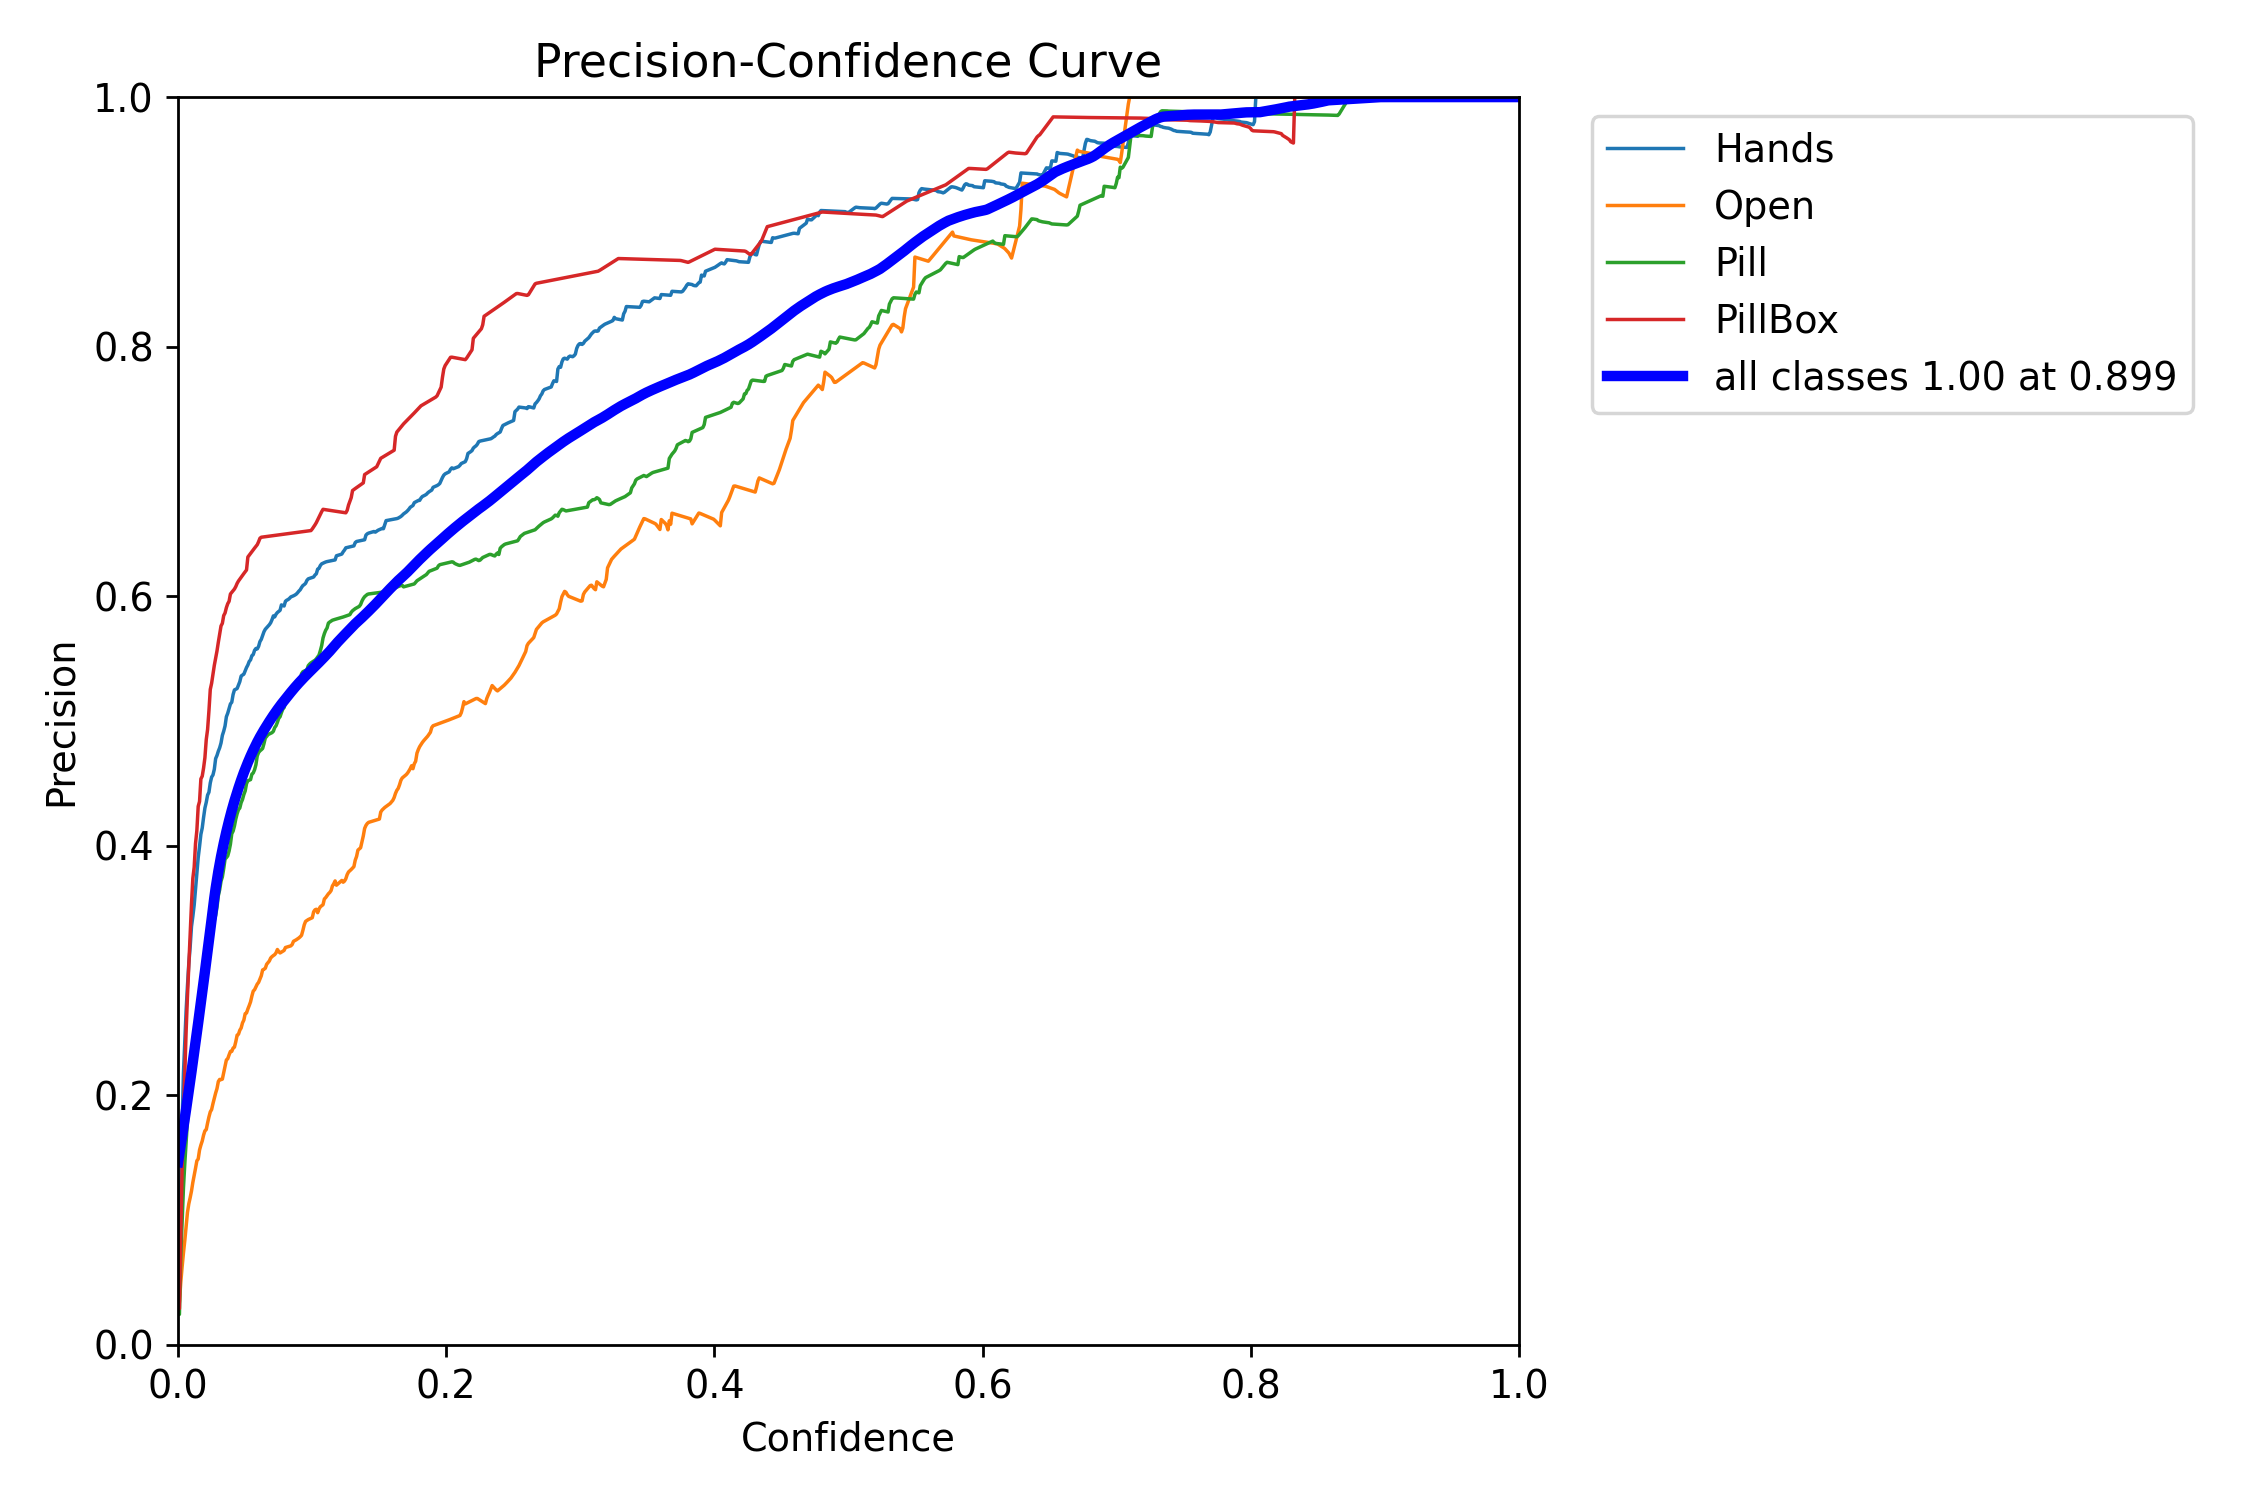 Precision-Confidence Curve
1.0
0.8
0.6
0.4
0.2
0.0
Precision
0.0 0.2 0.4 0.6 0.8 1.0
Confidence
Hands
Open
Pill
PillBox
all classes 1.00 at 0.899